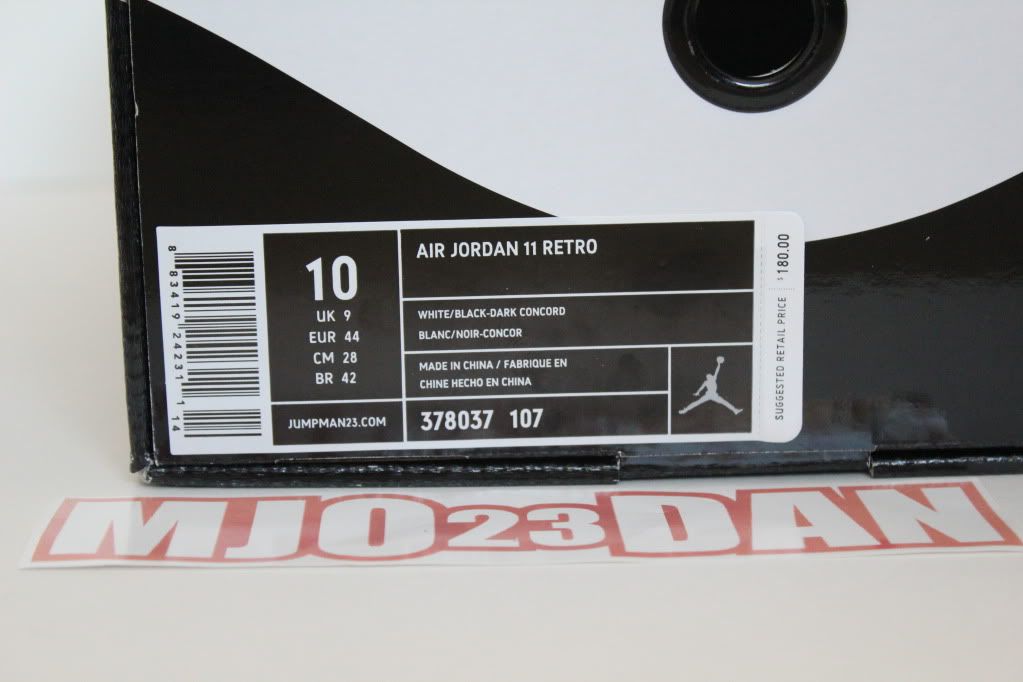 8 83419 24231 1 14
10
UK 9
EUR 44
CM 28
BR 42
JUMPMAN23.COM
AIR JORDAN 11 RETRO
WHITE/BLACK-DARK CONCORD
BLANC/NOIR-CONCOR
MADE IN CHINA / FABRIQUE EN
CHINE HECHO EN CHINA
378037 107
SUGGESTED RETAIL PRICE $180.00
MJO23DAN